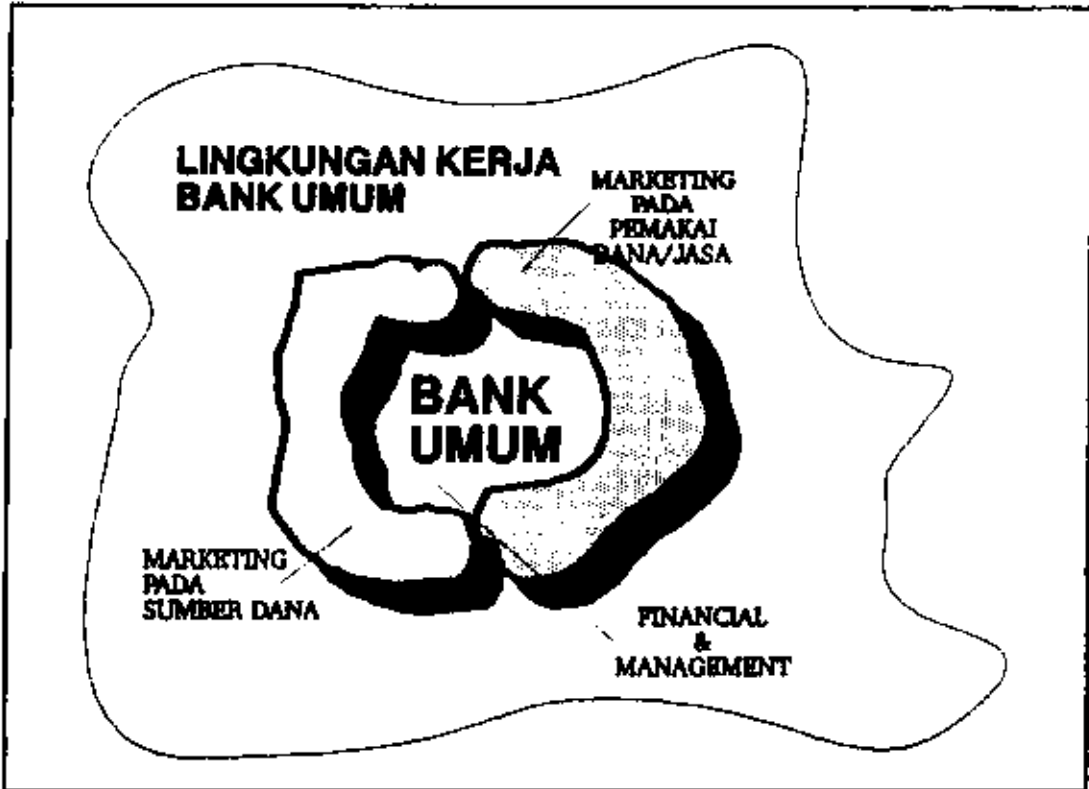 LINGKUNGAN KERJA
BANK UMUM
MARKETING
PADA
PEMAKAI
DANA/JASA
BANK
UMUM
MARKETING
PADA
SUMBER DANA
FINANCIAL
&
MANAGEMENT